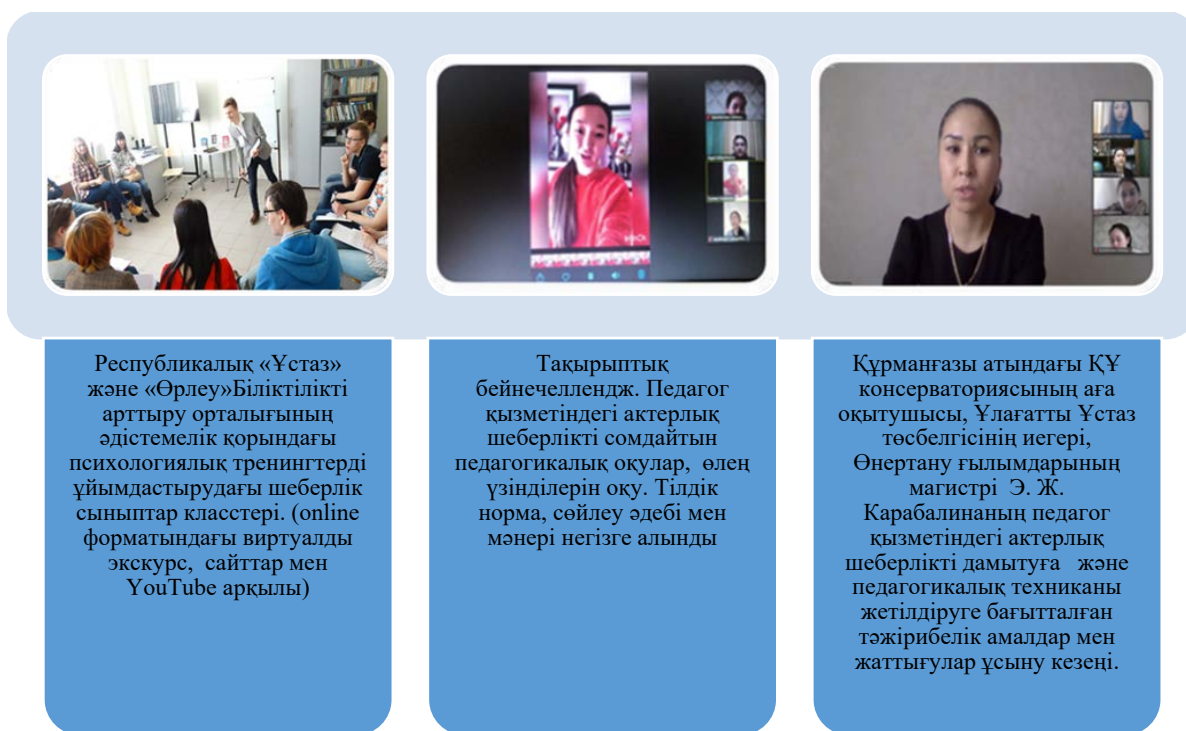 Республикалық «Ұстаз»
және «Өрлеу»Біліктілікті
арттыру орталығының
әдістемелік қорындағы
психологиялық тренингтерді
ұйымдастырудағы шеберлік
сыныптар класстері. (online
форматындағы виртуалды
экскурс, сайттар мен
YouTube арқылы)
Тақырыптық
бейнечеллендж. Педагог
қызметіндегі актерлық
шеберлікті сомдайтын
педагогикалық оқулар, өлең
үзінділерін оқу. Тілдік
норма, сөйлеу әдебі мен
мәнері негізге алынды
Құрманғазы атындағы ҚҰ
консерваториясының аға
оқытушысы, Ұлағатты Ұстаз
төсбелгісінің иегері,
Өнертану ғылымдарының
магистрі Э. Ж.
Карабалинаның педагог
қызметіндегі актерлық
шеберлікті дамытуға және
педагогикалық техниканы
жетілдіруге бағытталған
тәжірибелік амалдар мен
жаттығулар ұсыну кезеңі.